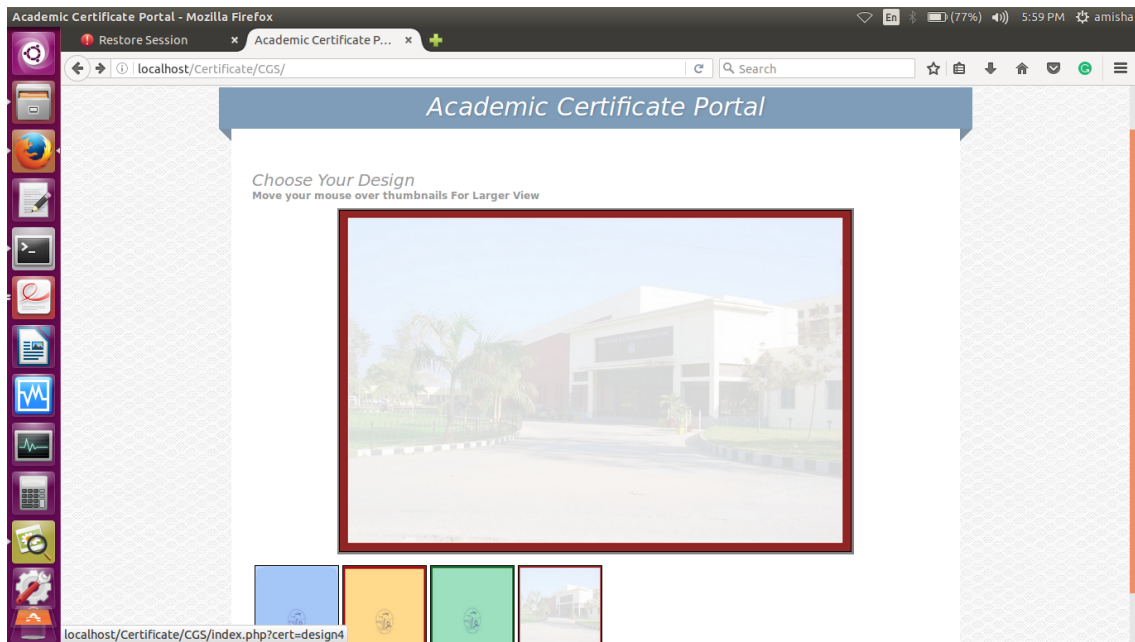 Academic Certificate Portal - Mozilla Firefox
En
(77%)
5:59 PM
amisha
Restore Session
Academic Certificate P...
localhost/Certificate/CGS/
Search
Academic Certificate Portal
Choose Your Design
Move your mouse over thumbnails For Larger View
localhost/Certificate/CGS/index.php?cert=design4